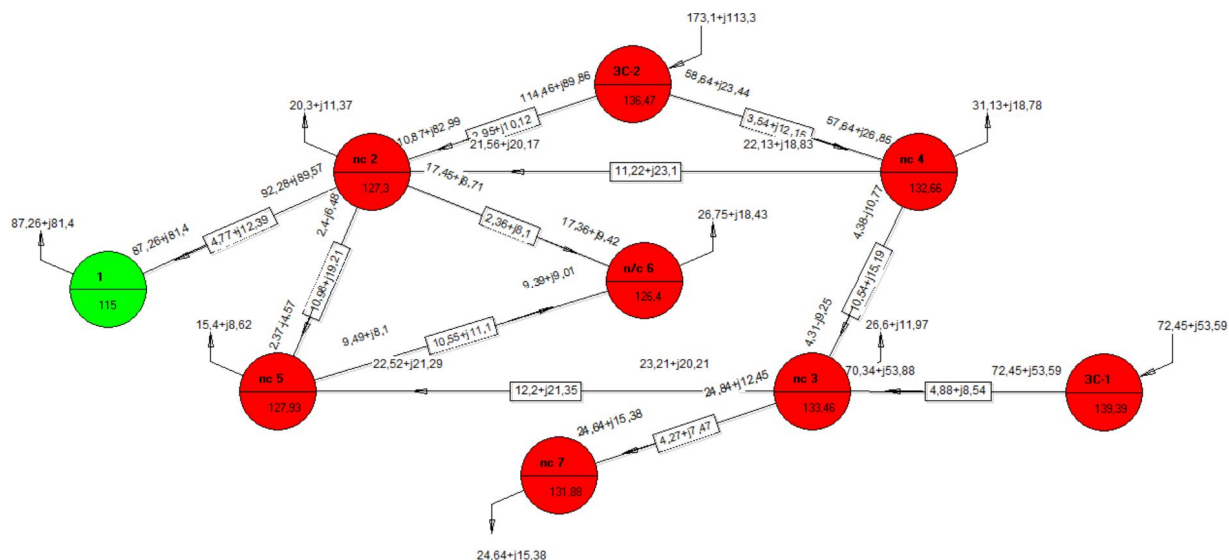 173,1+j113,3
ЭС-2
136,47
114,46+j89,86
58,64+j23,44
20,3+j11,37
10,87+j82,99
2,95+j10,12
3,54+j12,15
57,64+j26,85
31,13+j18,78
21,56+j20,17
22,13+j18,83
пс 2
127,3
11,22+j23,1
пс 4
132,66
92,28+j89,57
17,45+j8,71
2,4-j6,48
87,26+j81,4
87,26+j81,4
4,77+j12,39
2,36+j8,1
17,36+j9,42
26,75+j18,43
4,38-j10,77
1
115
10,98+j19,21
9,39+j9,01
п/с 6
126,4
10,54+j15,19
15,4+j8,62
2,37-j4,57
9,49+j8,1
10,55+j11,1
4,31-j9,25
26,6+j11,97
72,45+j53,59
пс 5
127,93
22,52+j21,29
12,2+j21,35
23,21+j20,21
24,84+j12,45
пс 3
133,46
70,34+j53,88
4,88+j8,54
72,45+j53,59
ЭС-1
139,39
24,64+j15,38
4,27+j7,47
пс 7
131,88
24,64+j15,38